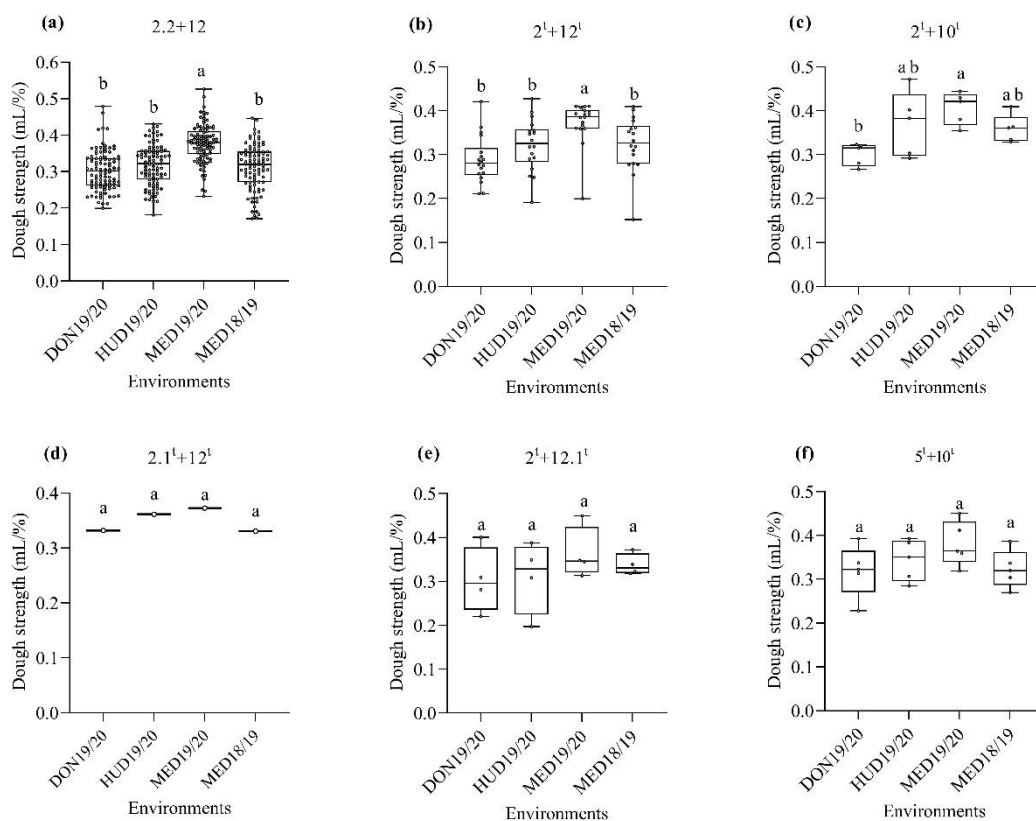 (a) 2.2+12
Dough strength (mL/%)
0.6
0.5
0.4
0.3
0.2
0.1
0.0
b b a b
DON19/20 HUD19/20 MED19/20 MED18/19
Environments
(b) 2ᵗ+12ᵗ
Dough strength (mL/%)
0.5
0.4
0.3
0.2
0.1
0.0
b b a b
DON19/20 HUD19/20 MED19/20 MED18/19
Environments
(c) 2ᵗ+10ᵗ
Dough strength (mL/%)
0.5
0.4
0.3
0.2
0.1
0.0
b a b a a b
DON19/20 HUD19/20 MED19/20 MED18/19
Environments
(d) 2.1ᵗ+12ᵗ
Dough strength (mL/%)
0.4
0.3
0.2
0.1
0.0
a a a a
DON19/20 HUD19/20 MED19/20 MED18/19
Environments
(e) 2ᵗ+12.1ᵗ
Dough strength (mL/%)
0.5
0.4
0.3
0.2
0.1
0.0
a a a a
DON19/20 HUD19/20 MED19/20 MED18/19
Environments
(f) 5ᵗ+10ᵗ
Dough strength (mL/%)
0.5
0.4
0.3
0.2
0.1
0.0
a a a a
DON19/20 HUD19/20 MED19/20 MED18/19
Environments